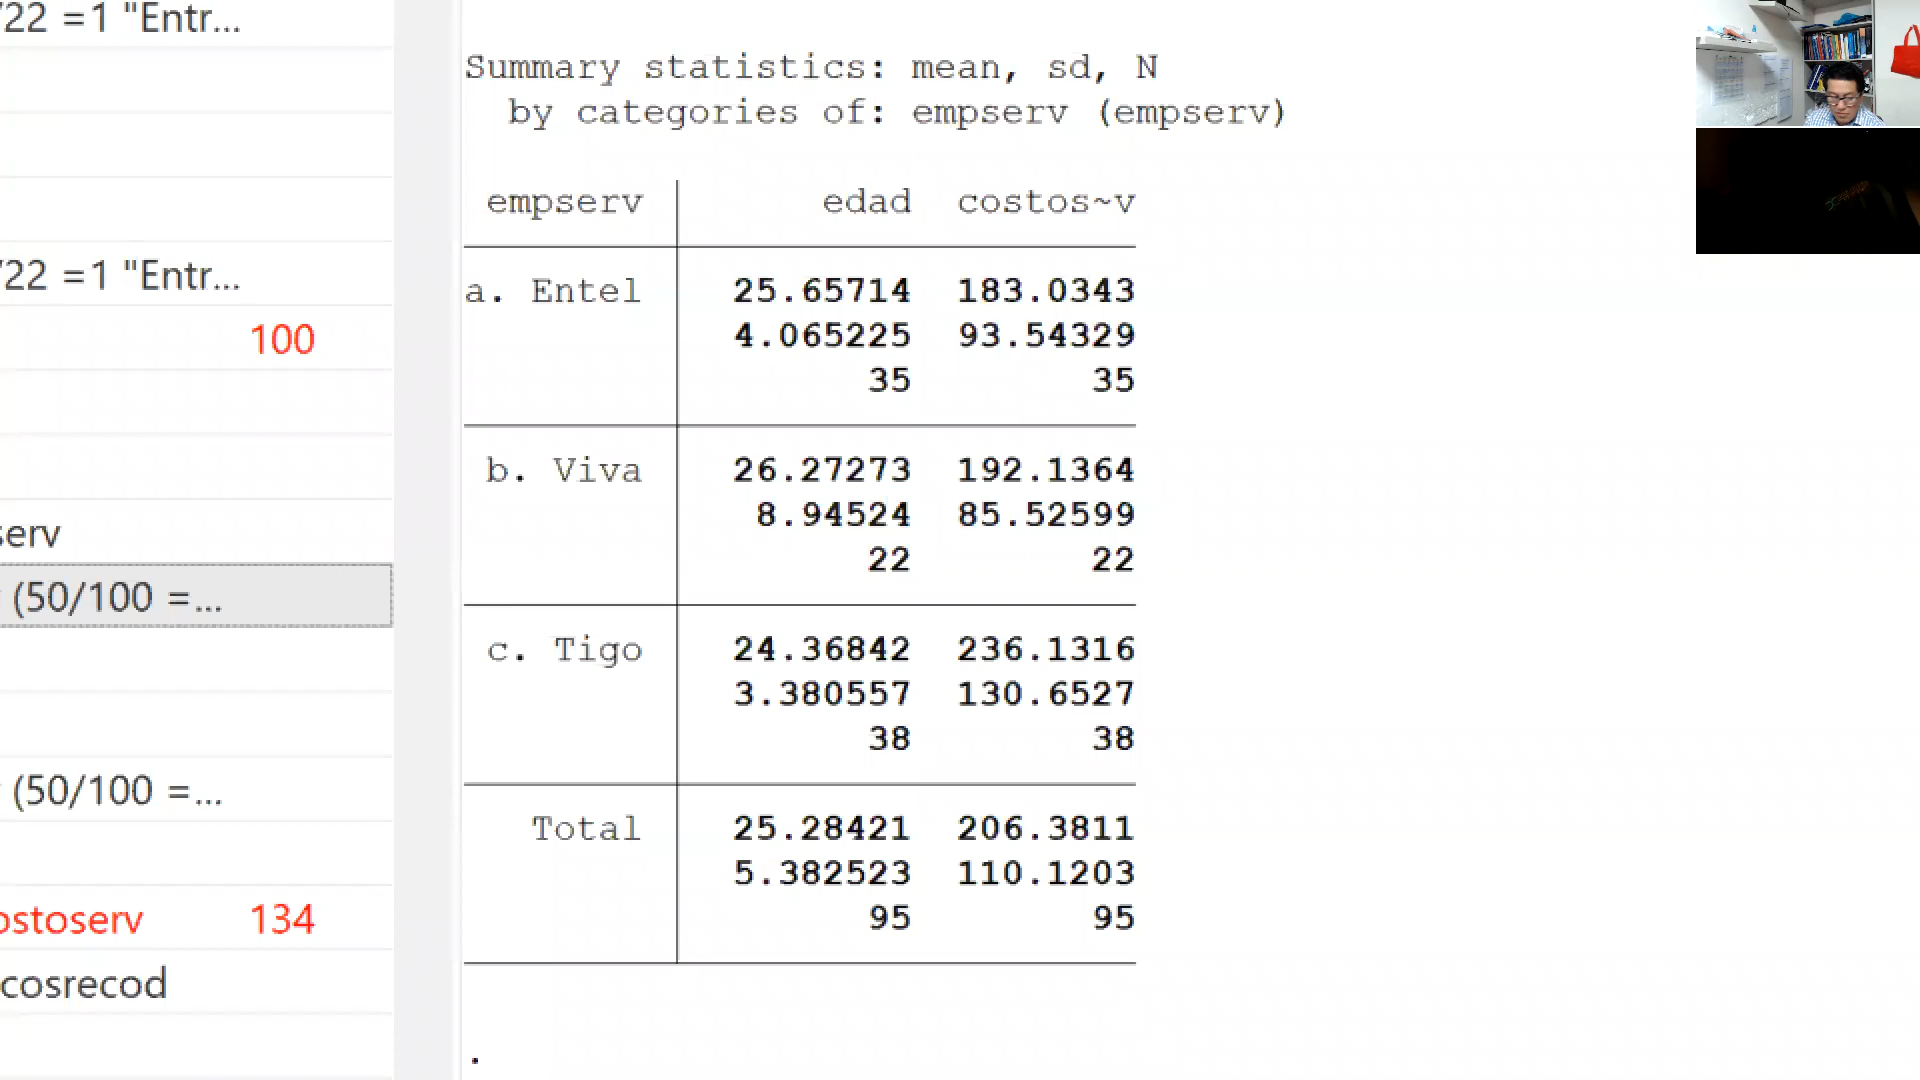 /22 =1 "Entr...
/22 =1 "Entr...
100
serv
(50/100 =...
(50/100 =...
ostoserv 134
cosrecod
Summary statistics: mean, sd, N
by categories of: empserv (empserv)
empserv edad costos~v
a. Entel 25.65714 183.0343
4.065225 93.54329
35 35
b. Viva 26.27273 192.1364
8.94524 85.52599
22 22
c. Tigo 24.36842 236.1316
3.380557 130.6527
38 38
Total 25.28421 206.3811
5.382523 110.1203
95 95
.